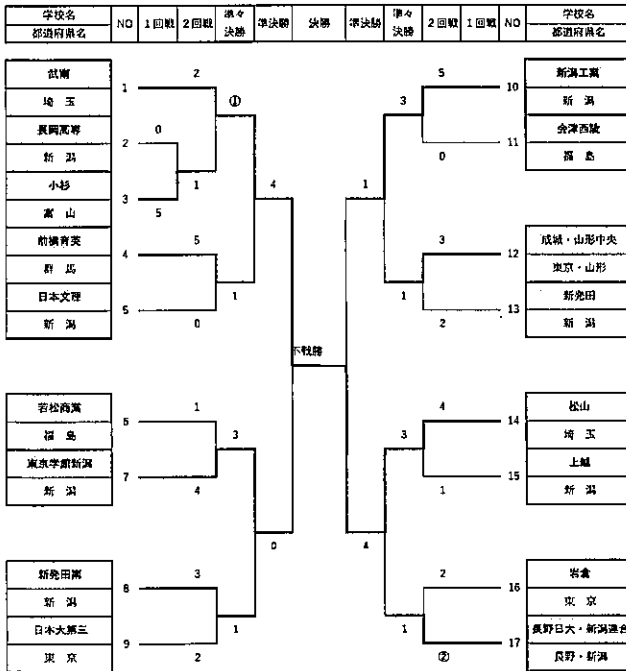 学校名 NO 1回戦 2回戦 準々決勝 準決勝 決勝 準決勝 準々決勝 2回戦 1回戦 NO 学校名
都道府県名 都道府県名
武南
埼玉
1
長岡高専
新潟
2
小杉
富山
3
前橋育英
群馬
4
日本文理
新潟
5
若松商業
福島
6
東京学館新潟
新潟
7
新発田南
新潟
8
日本大第三
東京
9
2
0
1
5
①
5
0
1
4
1
4
3
3
2
1
0
不戦勝
1
4
3
5
0
3
2
1
3
4
1
2
②
1
新潟工業
新潟
10
会津西陵
福島
11
成城・山形中央
東京・山形
12
新発田
新潟
13
松山
埼玉
14
上越
新潟
15
岩倉
東京
16
長野日大・新潟連合
長野・新潟
17